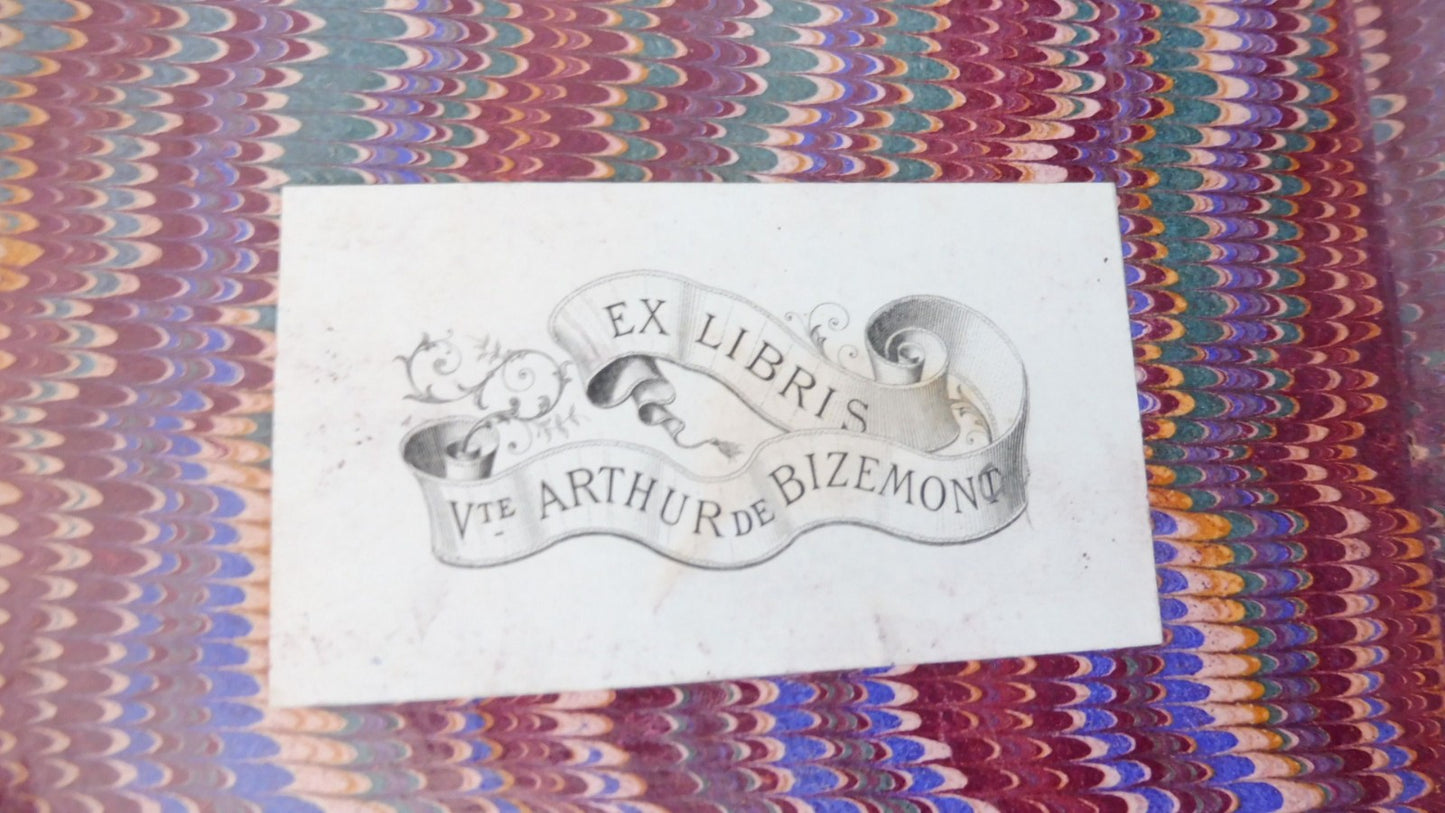 EX LIBRIS
VTE ARTHUR DE BIZEMONT